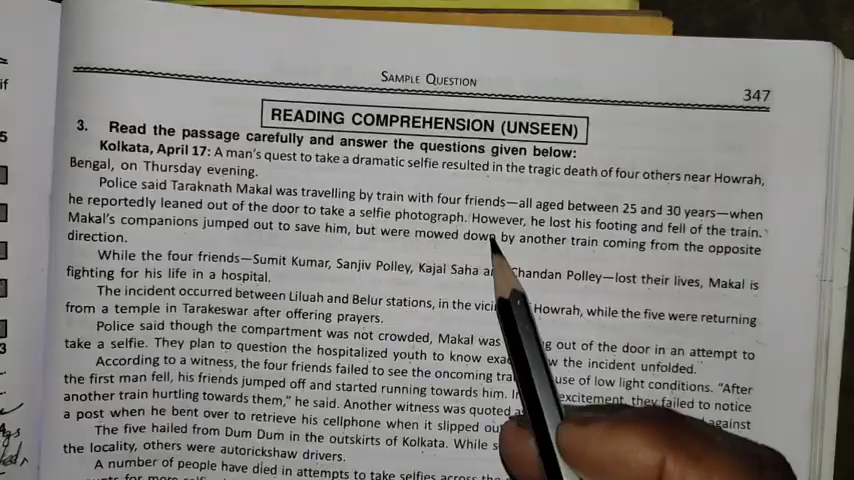 SAMPLE QUESTION
347
READING COMPREHENSION (UNSEEN)
3. Read the passage carefully and answer the questions given below:
Kolkata, April 17: A man's quest to take a dramatic selfie resulted in the tragic death of four others near Howrah,
Bengal, on Thursday evening.
Police said Taraknath Makal was travelling by train with four friends—all aged between 25 and 30 years—when
he reportedly leaned out of the door to take a selfie photograph. However, he lost his footing and fell of the train.
Makal's companions jumped out to save him, but were mowed down by another train coming from the opposite
direction.
While the four friends—Sumit Kumar, Sanjiv Polley, Kajal Saha an Chandan Polley—lost their lives, Makal is
fighting for his life in a hospital.
The incident occurred between Liluah and Belur stations, in the vici Howrah, while the five were returning
from a temple in Tarakeswar after offering prayers.
Police said though the compartment was not crowded, Makal was g out of the door in an attempt to
take a selfie. They plan to question the hospitalized youth to know exac w the incident unfolded.
According to a witness, the four friends failed to see the oncoming tra use of low light conditions. "After
the first man fell, his friends jumped off and started running towards him. I excitement, they failed to notice
another train hurtling towards them," he said. Another witness was quoted against
a post when he bent over to retrieve his cellphone when it slipped ou
The five hailed from Dum Dum in the outskirts of Kolkata. While s
the locality, others were autorickshaw drivers.
A number of people have died in attempts to take selfies across the